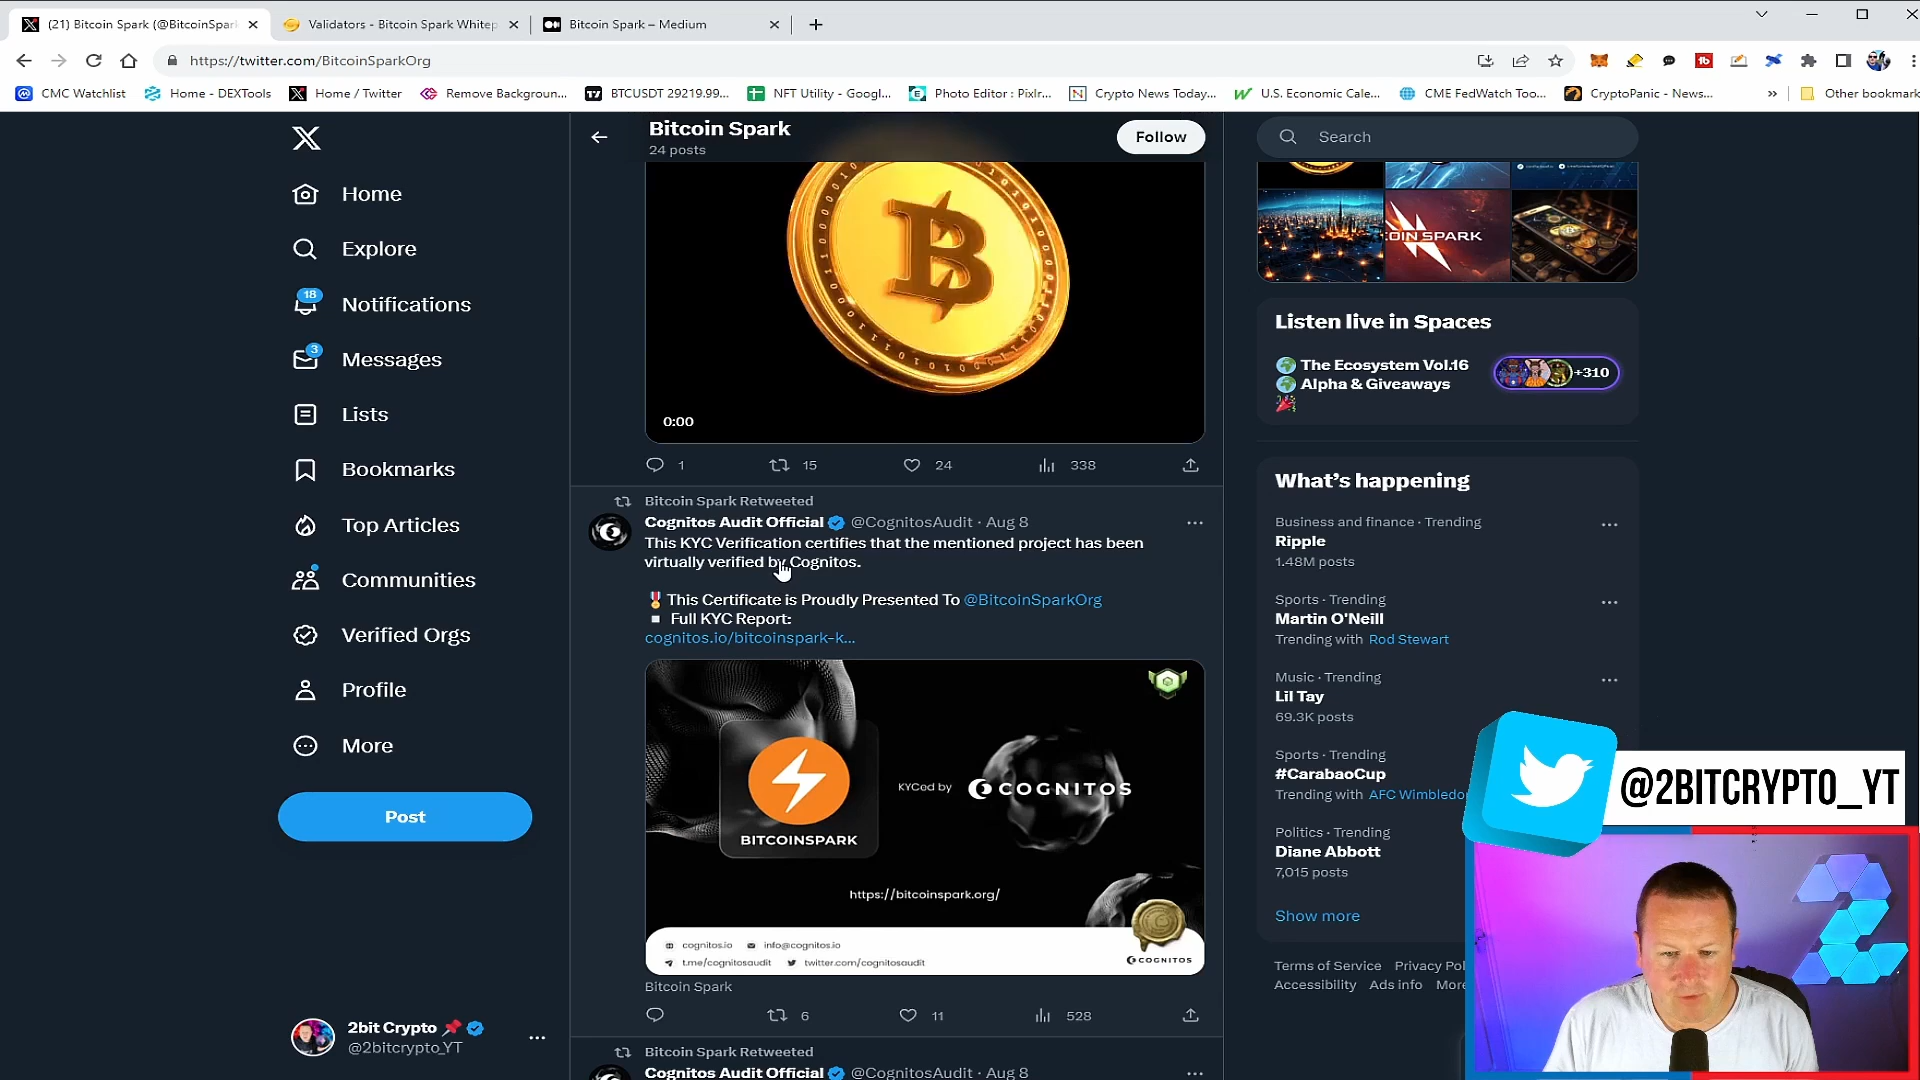 (21) Bitcoin Spark (@BitcoinSpark
Validators - Bitcoin Spark Whitep
Bitcoin Spark – Medium
https://twitter.com/BitcoinSparkOrg
CMC Watchlist
Home - DEXTools
Home / Twitter
Remove Backgroun...
BTCUSDT 29219.99...
NFT Utility - Googl...
Photo Editor : Pixlr...
Crypto News Today...
U.S. Economic Cale...
CME FedWatch Too...
CryptoPanic - News...
»
Other bookmark
Home
Explore
18
Notifications
3
Messages
Lists
Bookmarks
Top Articles
Communities
Verified Orgs
Profile
More
Post
2bit Crypto
@2bitcrypto_YT
Bitcoin Spark
24 posts
Follow
0:00
1
15
24
338
Bitcoin Spark Retweeted
Cognitos Audit Official @CognitosAudit · Aug 8
This KYC Verification certifies that the mentioned project has been
virtually verified by Cognitos.
This Certificate is Proudly Presented To @BitcoinSparkOrg
Full KYC Report:
cognitos.io/bitcoinspark-k...
BITCOINSPARK
KYCed by
COGNITOS
https://bitcoinspark.org/
cognitos.io
info@cognitos.io
t.me/cognitosaudit
twitter.com/cognitosaudit
COGNITOS
Bitcoin Spark
6
11
528
Bitcoin Spark Retweeted
Cognitos Audit Official @CognitosAudit · Aug 8
Search
OIN SPARK
Listen live in Spaces
The Ecosystem Vol.16
Alpha & Giveaways
+310
What's happening
Business and finance · Trending
Ripple
1.48M posts
Sports · Trending
Martin O'Neill
Trending with Rod Stewart
Music · Trending
Lil Tay
69.3K posts
Sports · Trending
#CarabaoCup
Trending with AFC Wimbledo
Politics · Trending
Diane Abbott
7,015 posts
Show more
Terms of Service
Privacy Pol
Accessibility
Ads info
More
@2BITCRYPTO_YT